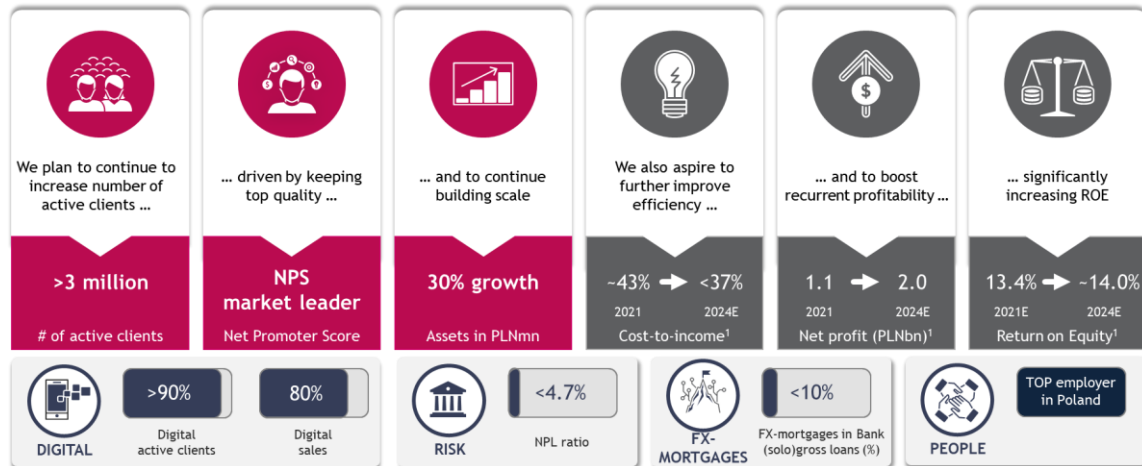 We plan to continue to
increase number of
active clients ...
>3 million
# of active clients
... driven by keeping
top quality ...
NPS
market leader
Net Promoter Score
... and to continue
building scale
30% growth
Assets in PLNmn
We also aspire to
further improve
efficiency ...
~43% <37%
2021 2024E
Cost-to-income¹
... and to boost
recurrent profitability ...
1.1 2.0
2021 2024E
Net profit (PLNbn)¹
... significantly
increasing ROE
13.4% ~14.0%
2021E 2024E
Return on Equity¹
DIGITAL
>90%
Digital
active clients
80%
Digital
sales
RISK
<4.7%
NPL ratio
FX-
MORTGAGES
<10%
FX-mortgages in Bank
(solo)gross loans (%)
PEOPLE
TOP employer
in Poland